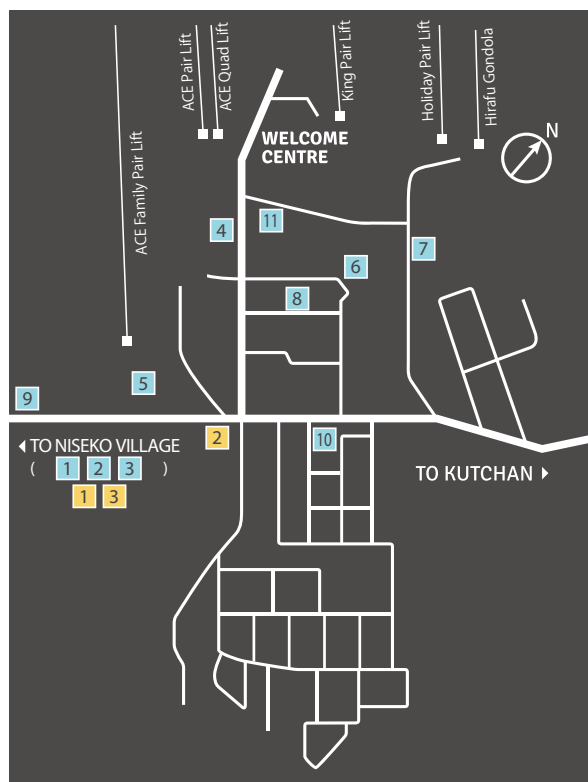 ACE Family Pair Lift
ACE Pair Lift
ACE Quad Lift
King Pair Lift
Holiday Pair Lift
Hirafu Gondola
N
WELCOME
CENTRE
4
11
7
6
8
5
9
2
10
TO NISEKO VILLAGE
( 1 2 3 )
1 3
TO KUTCHAN